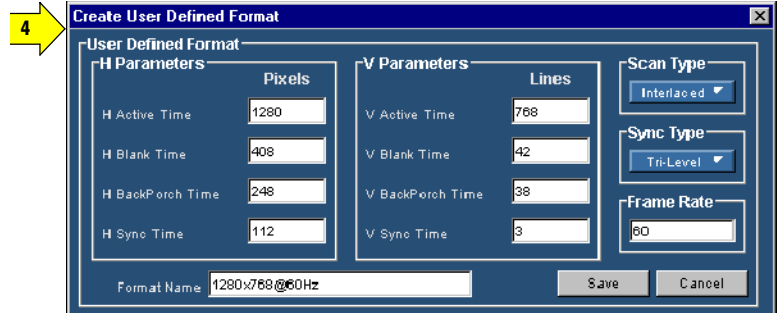 4
Create User Defined Format
User Defined Format
H Parameters
Pixels
H Active Time 1280
H Blank Time 408
H BackPorch Time 248
H Sync Time 112
V Parameters
Lines
V Active Time 768
V Blank Time 42
V BackPorch Time 38
V Sync Time 3
Scan Type
Interlaced
Sync Type
Tri-Level
Frame Rate
60
Format Name 1280x768@60Hz
Save Cancel